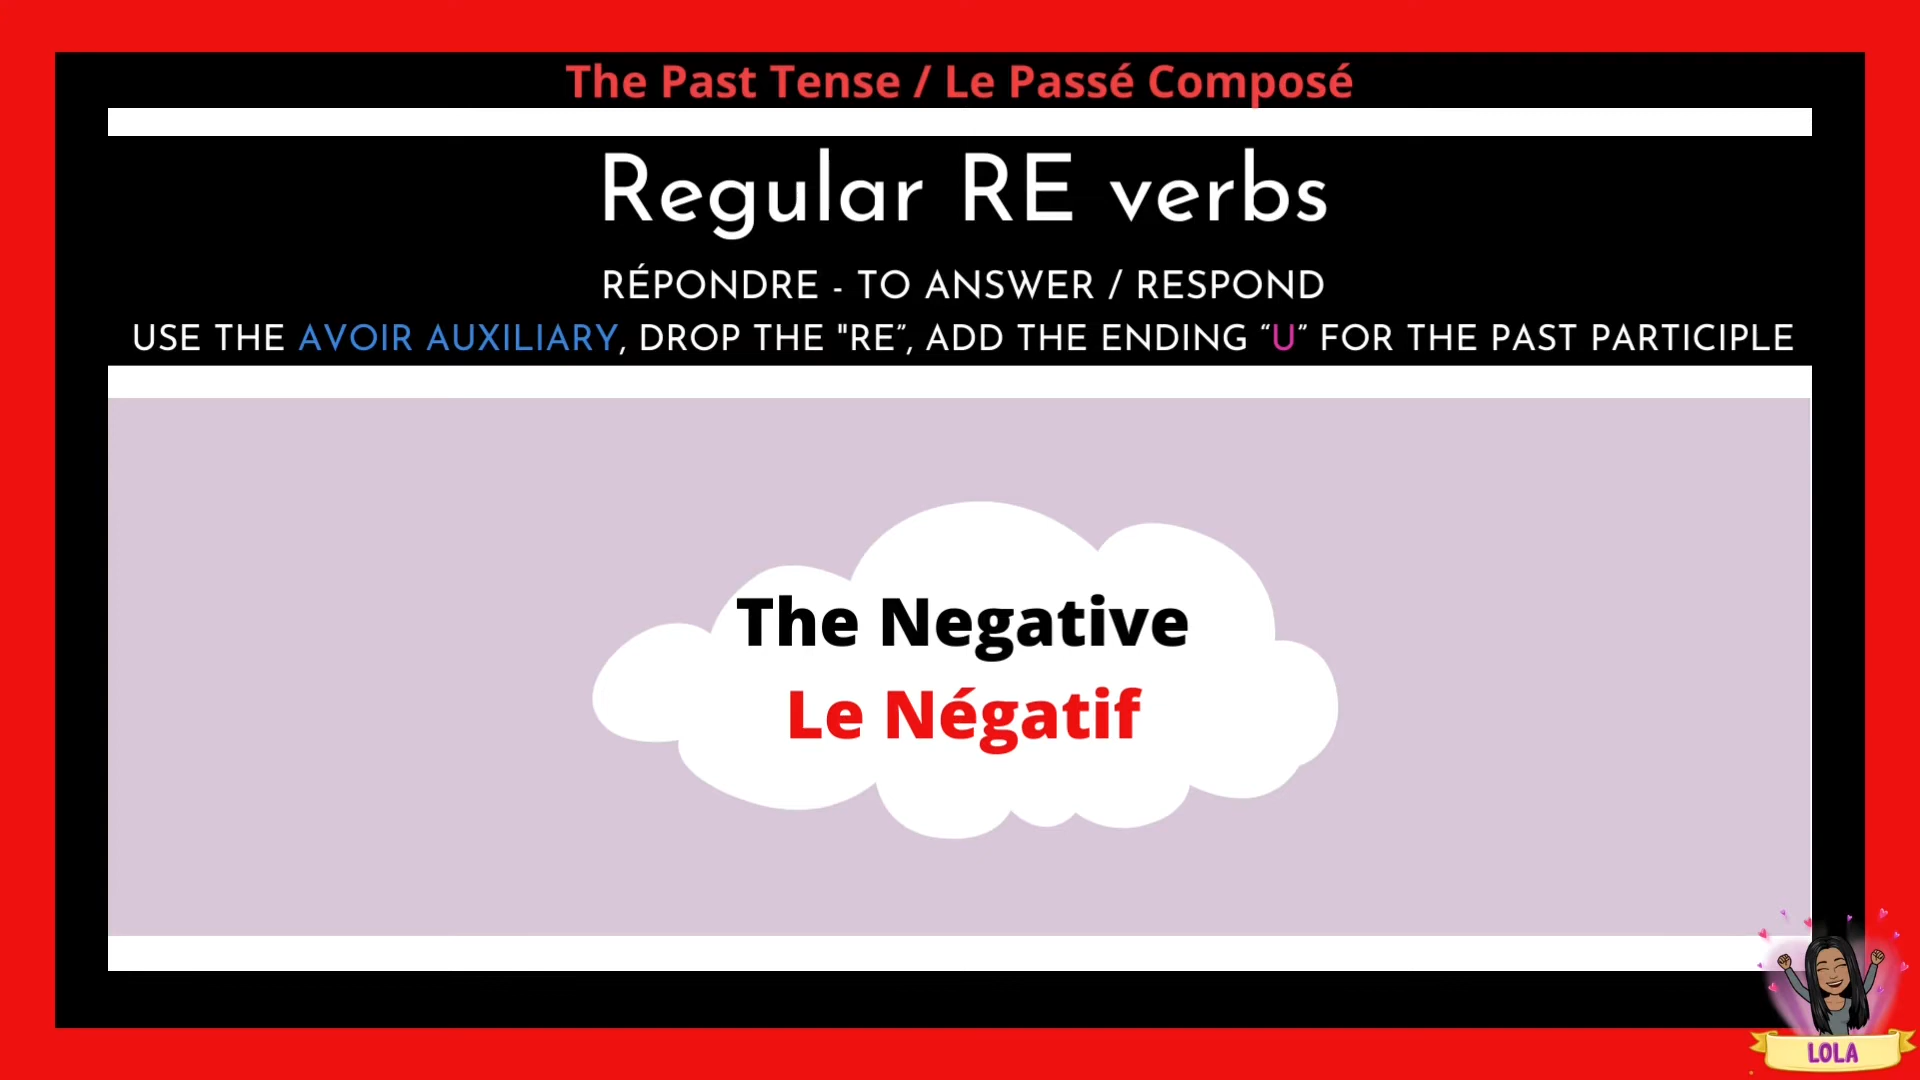 The Past Tense / Le Passé Composé
Regular RE verbs
RÉPONDRE - TO ANSWER / RESPOND
USE THE AVOIR AUXILIARY, DROP THE "RE”, ADD THE ENDING “U” FOR THE PAST PARTICIPLE
The Negative
Le Négatif
LOLA